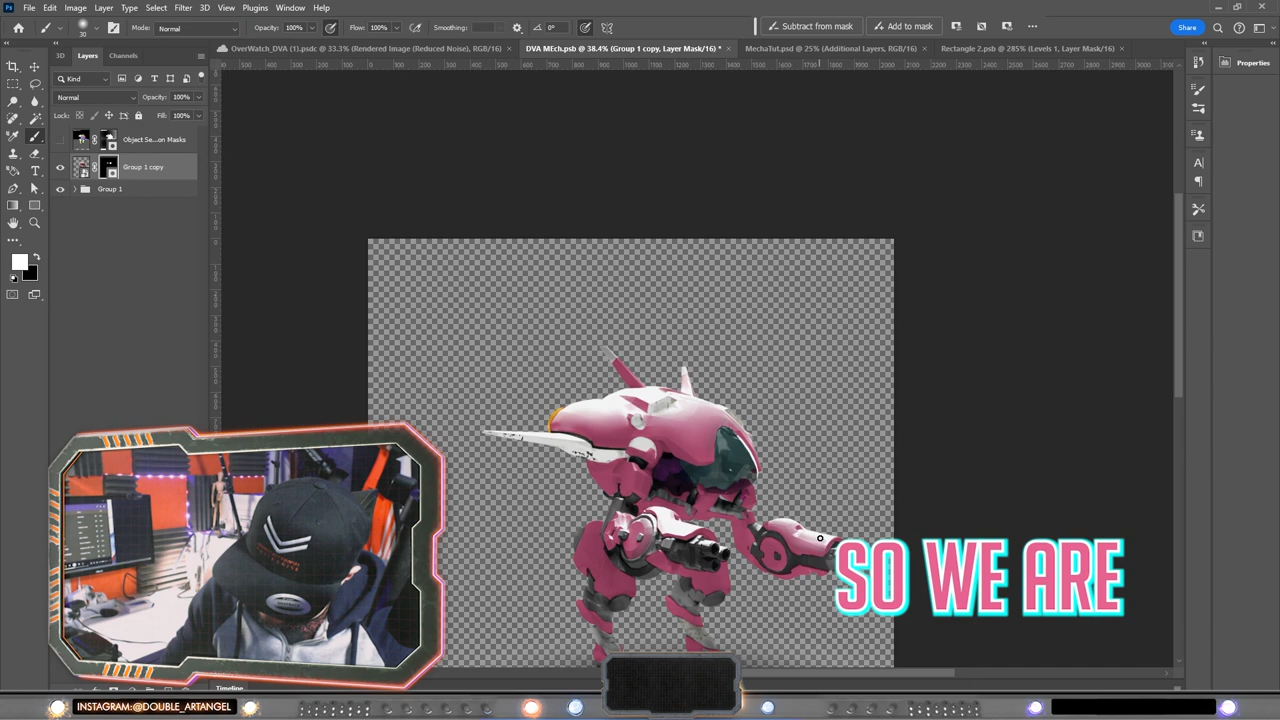 Ps File Edit Image Layer Type Select Filter 3D View Plugins Window Help
30 Mode: Normal Opacity: 100% Flow: 100% Smoothing: 0° Subtract from mask Add to mask Share
OverWatch_DVA (1).psdc @ 33.3% (Rendered Image (Reduced Noise), RGB/16) × DVA MEch.psb @ 38.4% (Group 1 copy, Layer Mask/16) * × MechaTut.psd @ 25% (Additional Layers, RGB/16) × Rectangle 2.psb @ 285% (Levels 1, Layer Mask/16) ×
3D Layers Channels
Properties
Kind
Normal Opacity: 100%
Lock: Fill: 100%
Object Se...on Masks
Group 1 copy
Group 1
SO WE ARE
Timeline
INSTAGRAM:@DOUBLE_ARTANGEL